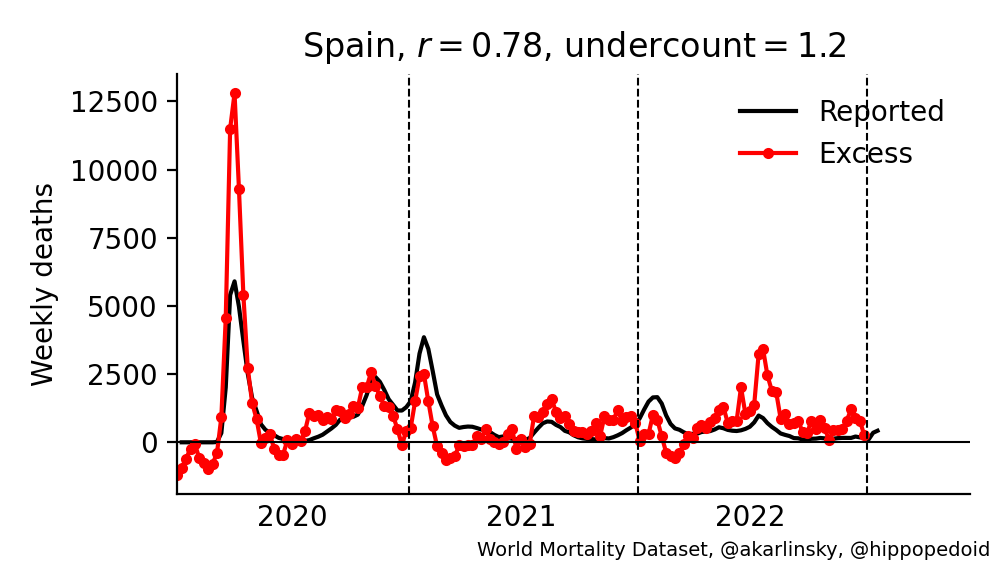 Spain, r = 0.78, undercount = 1.2
Weekly deaths
12500
10000
7500
5000
2500
0
Reported
Excess
2020 2021 2022
World Mortality Dataset, @akarlinsky, @hippopedoid